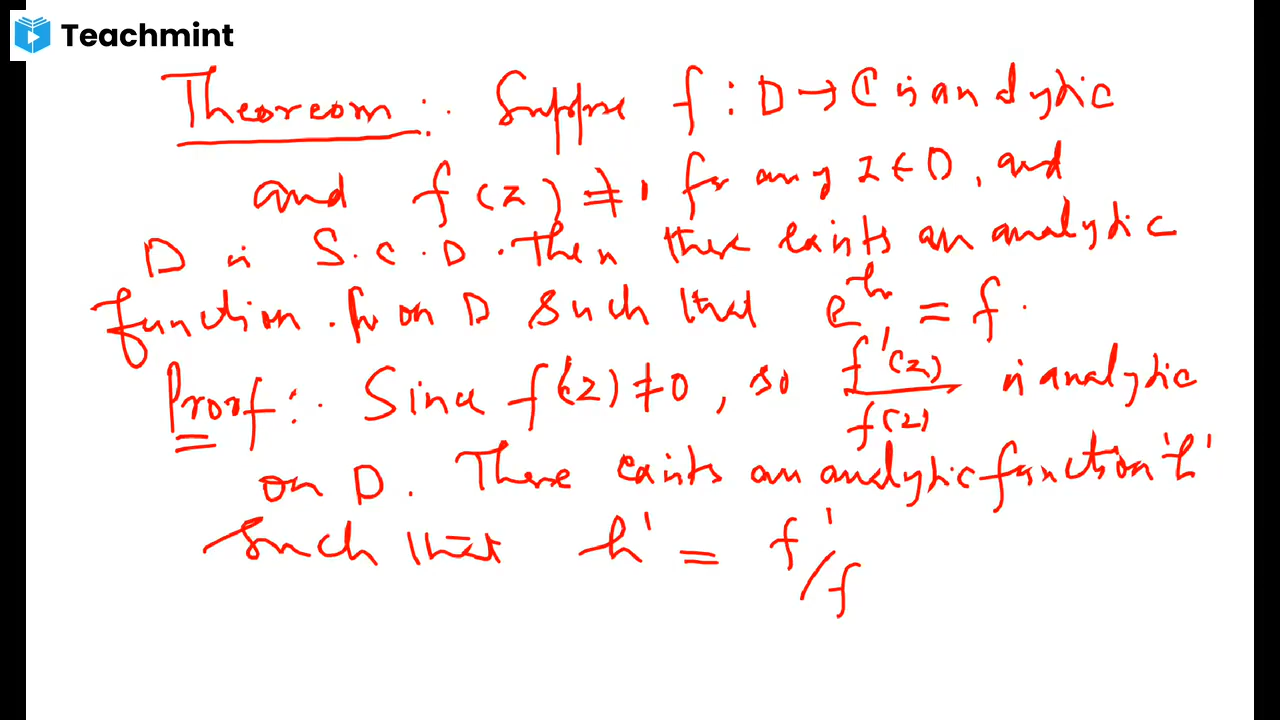 Teachmint
Theoreom :. Suppose f : D → ℂ is analytic
and f(z) ≠ 0 for any z ∈ D, and
D is S.C.D. Then there exists an analytic
function h on D such that e^h = f.
Proof :. Since f(z) ≠ 0, so f'(z)/f(z) is analytic
on D. There exists an analytic function 'h'
such that h' = f'/f